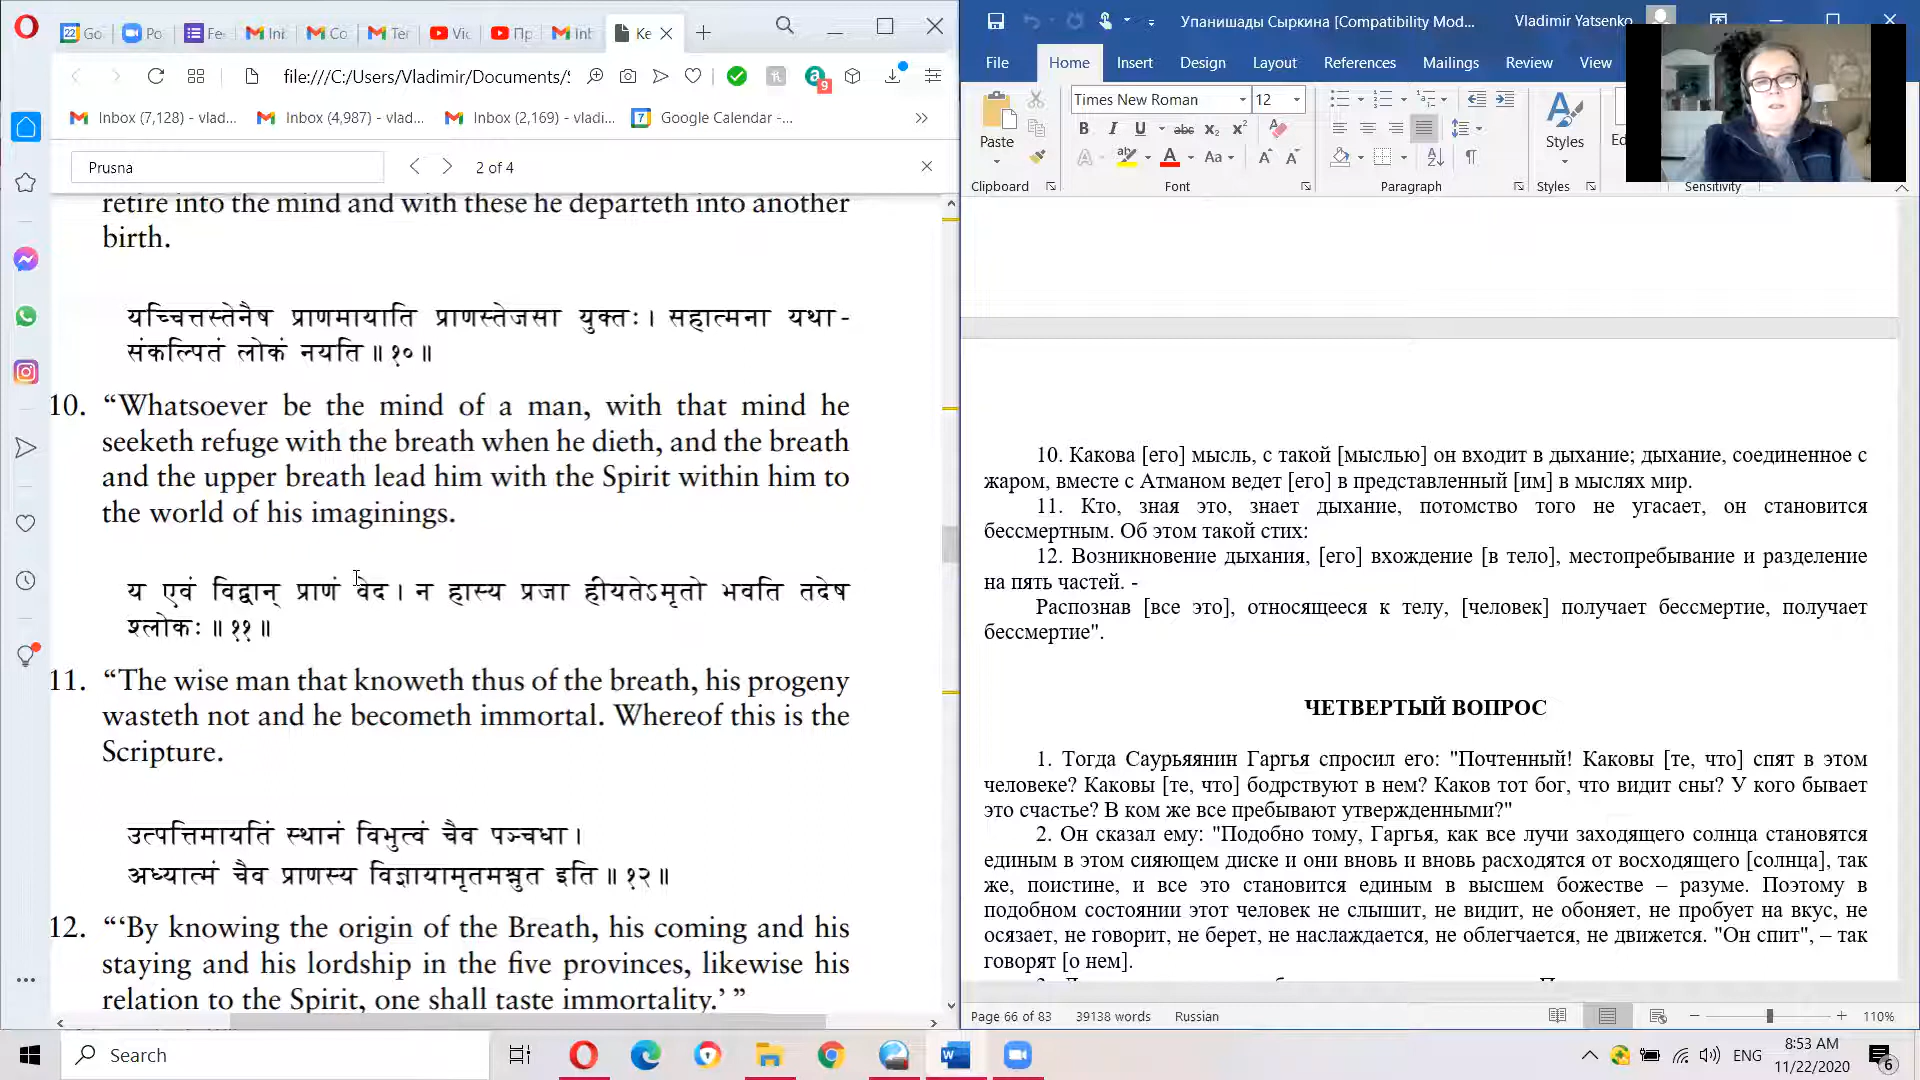 Go
Po
Fe
Ini
Co
Ter
Vic
Пр
Int
Ke
file:///C:/Users/Vladimir/Documents/S
9
Inbox (7,128) - vlad...
Inbox (4,987) - vlad...
Inbox (2,169) - vlad...
Google Calendar -...
Prusna
2 of 4
retire into the mind and with these he departeth into another
birth.
यच्चित्तस्तेनैष प्राणमायाति प्राणस्तेजसा युक्तः। सहात्मना यथा-
संकल्पितं लोकं नयति॥१०॥
10. “Whatsoever be the mind of a man, with that mind he
seeketh refuge with the breath when he dieth, and the breath
and the upper breath lead him with the Spirit within him to
the world of his imaginings.
य एवं विद्वान् प्राणं वेद। न हास्य प्रजा हीयतेऽमृतो भवति तदेष
श्लोकः॥११॥
11. “The wise man that knoweth thus of the breath, his progeny
wasteth not and he becometh immortal. Whereof this is the
Scripture.
उत्पत्तिमायतिं स्थानं विभुत्वं चैव पञ्चधा।
अध्यात्मं चैव प्राणस्य विज्ञायामृतमश्नुत इति॥१२॥
12. “‘By knowing the origin of the Breath, his coming and his
staying and his lordship in the five provinces, likewise his
relation to the Spirit, one shall taste immortality.’ ”
Упанишады Сыркина [Compatibility Mod...
Vladimir Yatsenko
File Home Insert Design Layout References Mailings Review View
Times New Roman 12
Paste
Styles
Clipboard Font Paragraph Styles Sensitivity
10. Какова [его] мысль, с такой [мыслью] он входит в дыхание; дыхание, соединенное с
жаром, вместе с Атманом ведет [его] в представленный [им] в мыслях мир.
11. Кто, зная это, знает дыхание, потомство того не угасает, он становится
бессмертным. Об этом такой стих:
12. Возникновение дыхания, [его] вхождение [в тело], местопребывание и разделение
на пять частей. -
Распознав [все это], относящееся к телу, [человек] получает бессмертие, получает
бессмертие".
ЧЕТВЕРТЫЙ ВОПРОС
1. Тогда Саурьяянин Гаргья спросил его: "Почтенный! Каковы [те, что] спят в этом
человеке? Каковы [те, что] бодрствуют в нем? Каков тот бог, что видит сны? У кого бывает
это счастье? В ком же все пребывают утвержденными?"
2. Он сказал ему: "Подобно тому, Гаргья, как все лучи заходящего солнца становятся
единым в этом сияющем диске и они вновь и вновь расходятся от восходящего [солнца], так
же, поистине, и все это становится единым в высшем божестве – разуме. Поэтому в
подобном состоянии этот человек не слышит, не видит, не обоняет, не пробует на вкус, не
осязает, не говорит, не берет, не наслаждается, не облегчается, не движется. "Он спит", – так
говорят [о нем].
Page 66 of 83 39138 words Russian
110%
Search
ENG
8:53 AM
11/22/2020
6